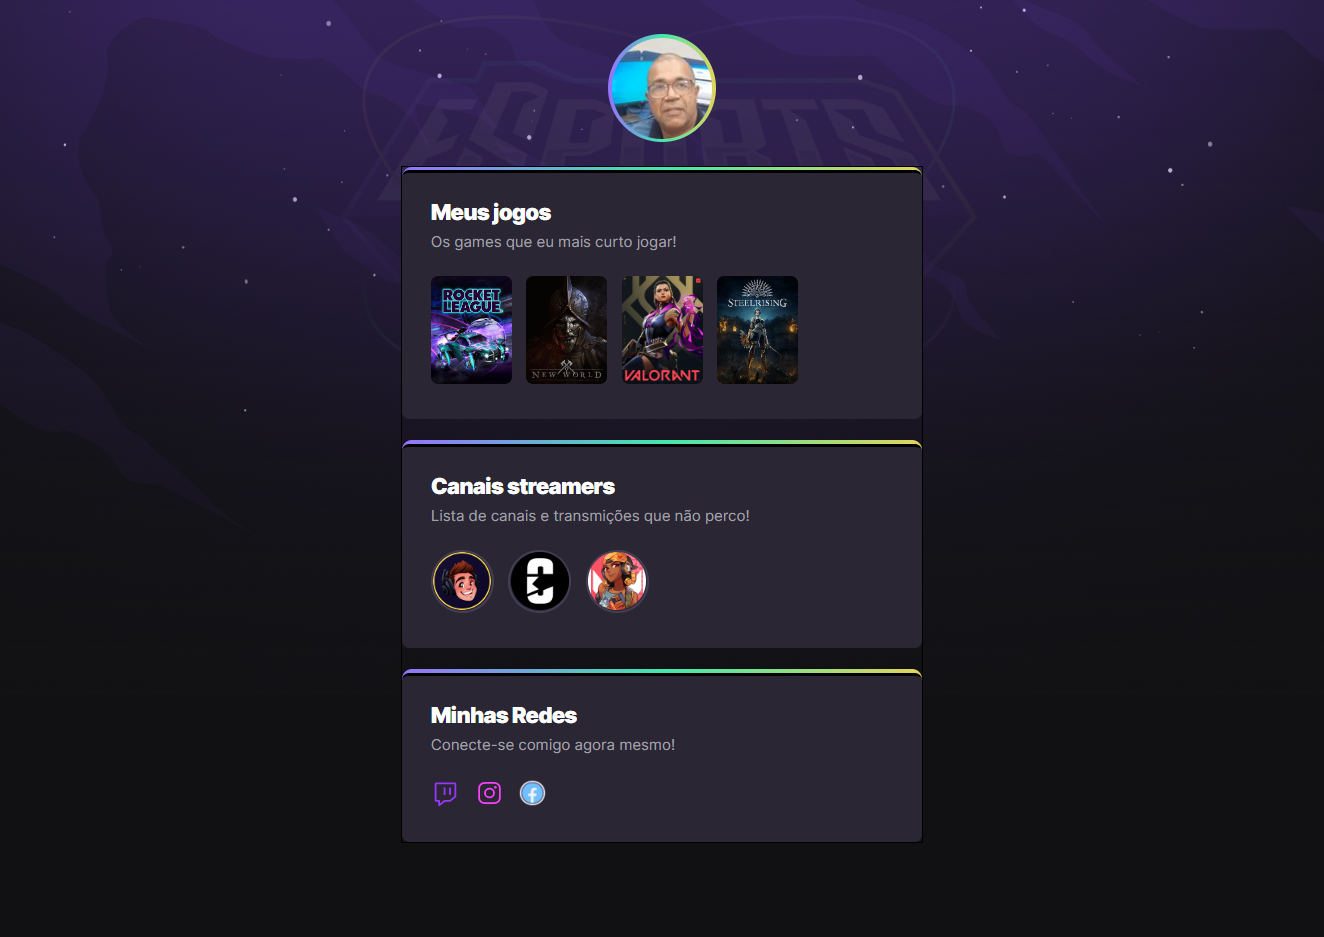 ESPORTS
Meus jogos
Os games que eu mais curto jogar!
ROCKET
LEAGUE
NEW WORLD
VALORANT
STEELRISING
Canais streamers
Lista de canais e transmições que não perco!
Minhas Redes
Conecte-se comigo agora mesmo!